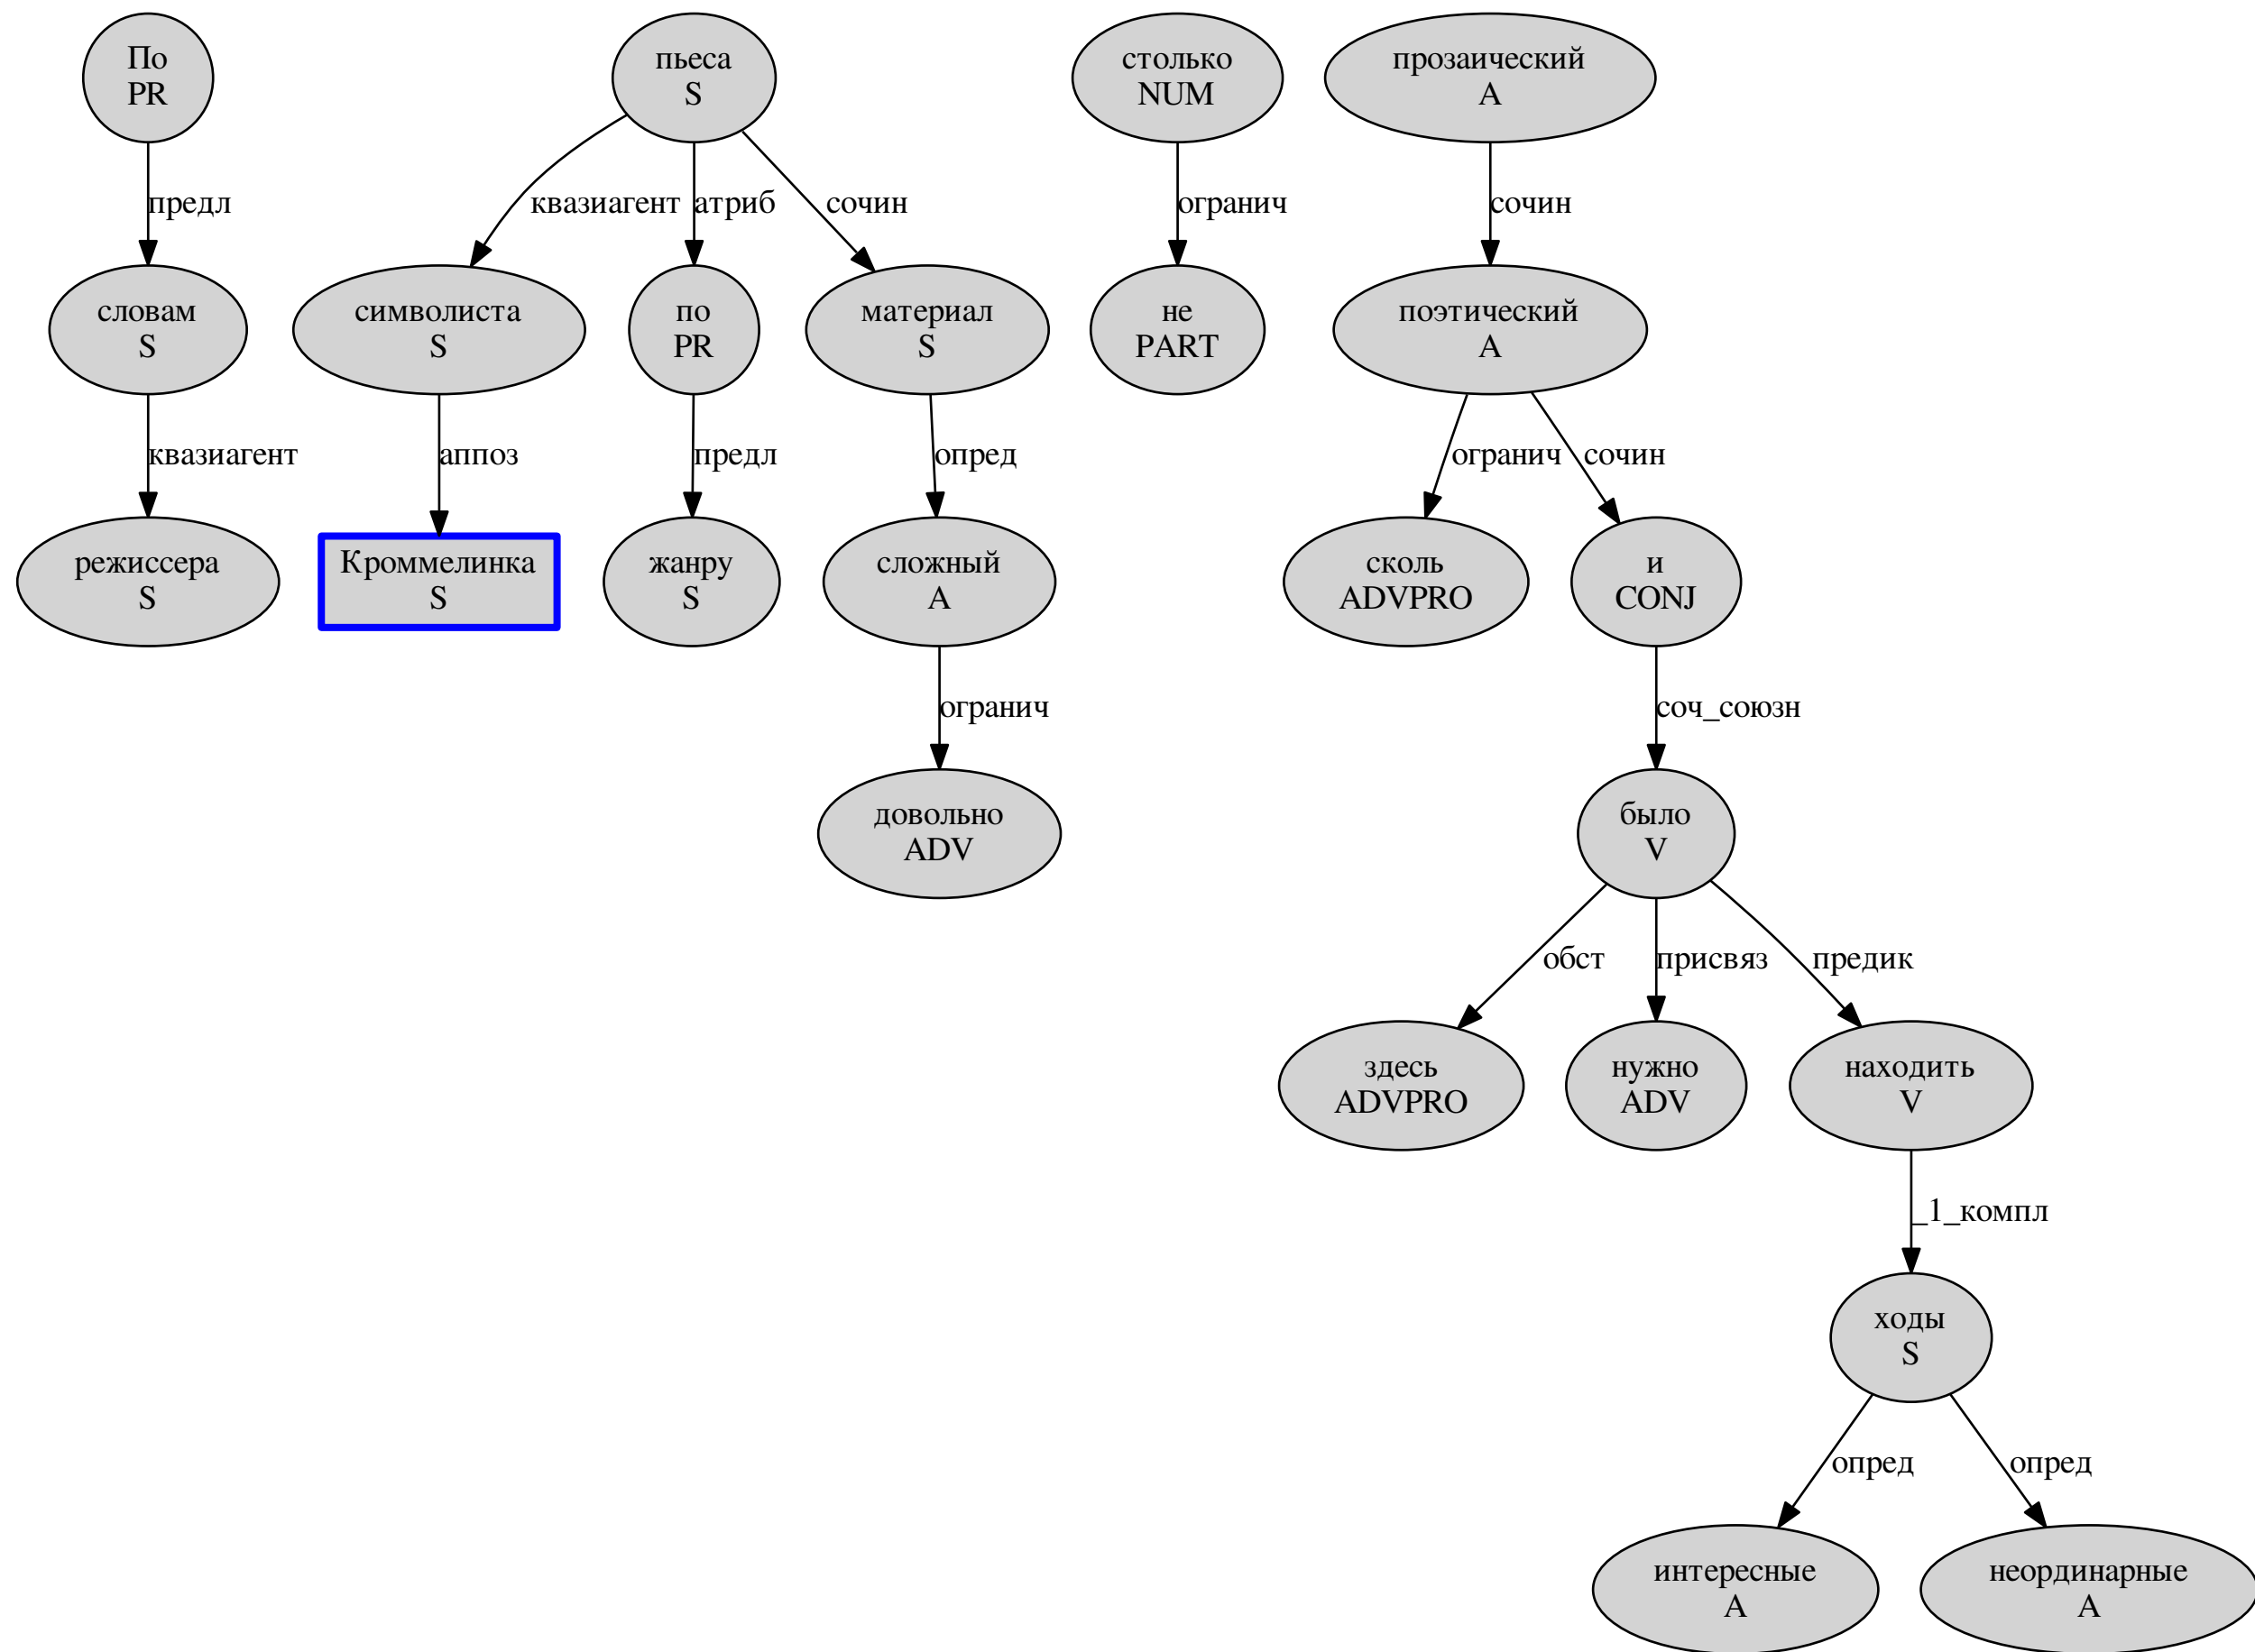 По
PR
пьеса
S
столько
NUM
прозаический
A
предл
квазиагент
атриб
сочин
огранич
сочин
словам
S
символиста
S
по
PR
материал
S
не
PART
поэтический
A
квазиагент
аппоз
предл
опред
огранич
сочин
режиссера
S
Кроммелинка
S
жанру
S
сложный
A
сколь
ADVPRO
и
CONJ
огранич
соч_союзн
довольно
ADV
было
V
обст
присвяз
предик
здесь
ADVPRO
нужно
ADV
находить
V
_1_компл
ходы
S
опред
опред
интересные
A
неординарные
A